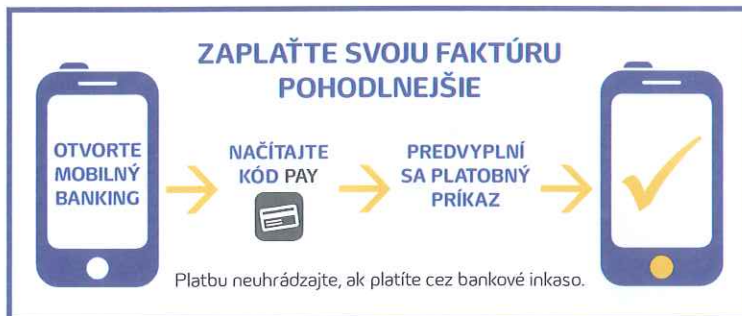 ZAPLAŤTE SVOJU FAKTÚRU
POHODLNEJŠIE
OTVORTE
MOBILNÝ
BANKING
NAČÍTAJTE
KÓD PAY
PREDVYPLNÍ
SA PLATOBNÝ
PRÍKAZ
Platbu neuhrádzajte, ak platíte cez bankové inkaso.